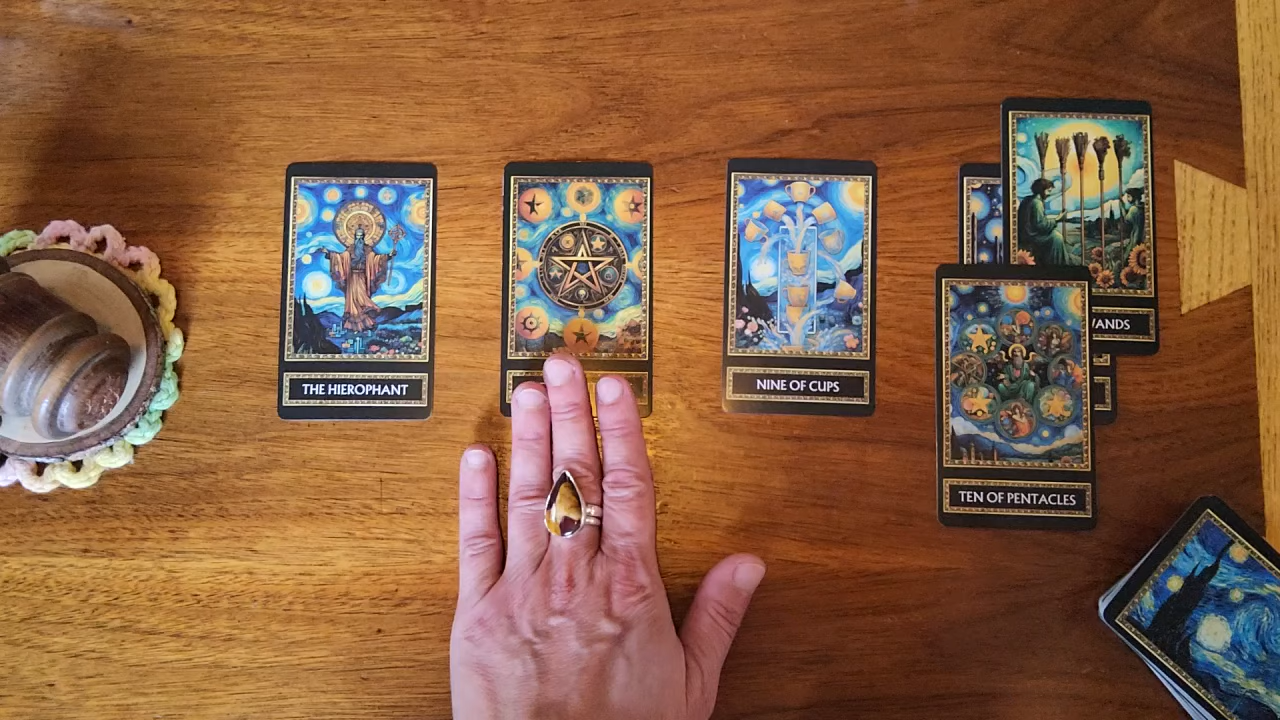 THE HIEROPHANT
NINE OF CUPS
WANDS
TEN OF PENTACLES